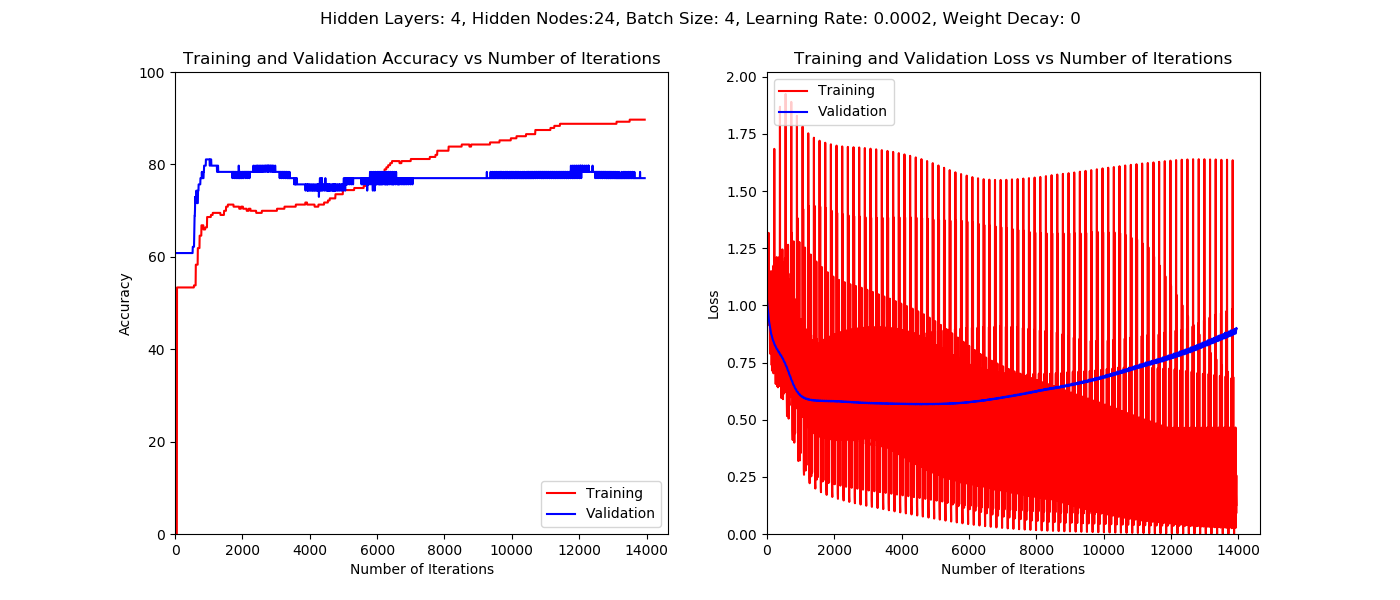 Hidden Layers: 4, Hidden Nodes:24, Batch Size: 4, Learning Rate: 0.0002, Weight Decay: 0
Training and Validation Accuracy vs Number of Iterations
100
80
60
40
20
0
Accuracy
0 2000 4000 6000 8000 10000 12000 14000
Number of Iterations
Training
Validation
Training and Validation Loss vs Number of Iterations
2.00
1.75
1.50
1.25
1.00
0.75
0.50
0.25
0.00
Loss
0 2000 4000 6000 8000 10000 12000 14000
Number of Iterations
Training
Validation